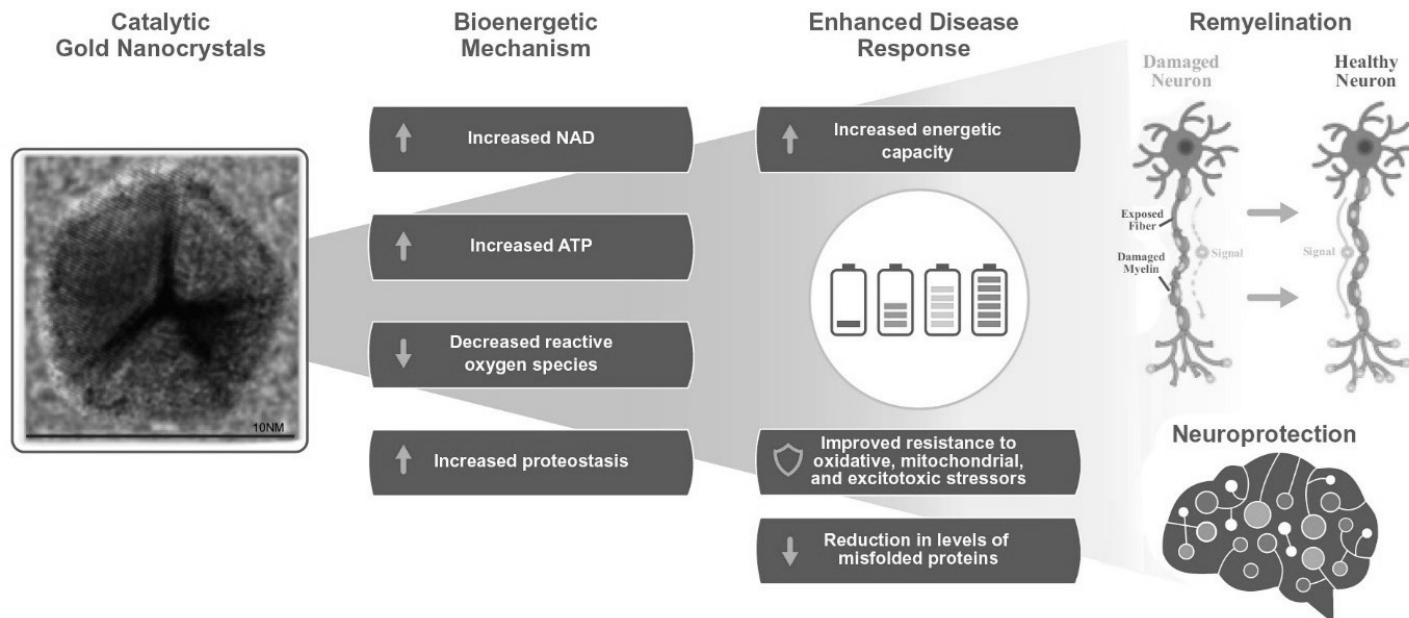 Catalytic
Gold Nanocrystals
10NM
Bioenergetic
Mechanism
Increased NAD
Increased ATP
Decreased reactive
oxygen species
Increased proteostasis
Enhanced Disease
Response
Increased energetic
capacity
Improved resistance to
oxidative, mitochondrial,
and excitotoxic stressors
Reduction in levels of
misfolded proteins
Remyelination
Damaged
Neuron
Healthy
Neuron
Exposed
Fiber
Signal
Damaged
Myelin
Signal
Neuroprotection